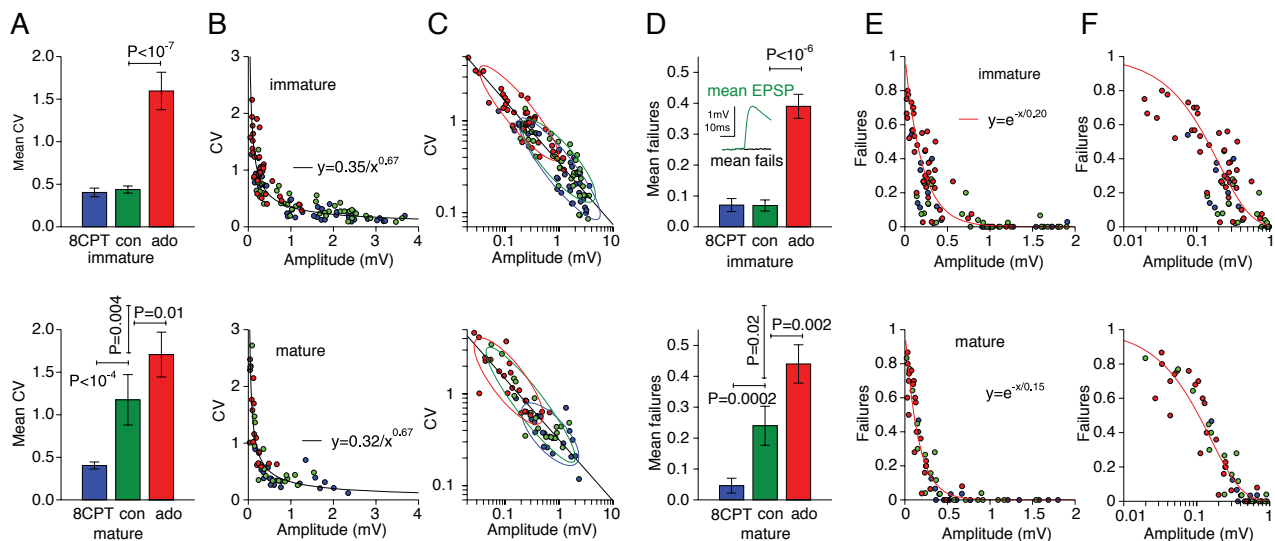 A B C D E F
P<10-7
2.0
1.5
1.0
0.5
0.0
Mean CV
8CPT con ado
immature
3
2
1
0
CV
immature
y=0.35/x0.67
0 1 2 3 4
Amplitude (mV)
1
0.1
CV
0.1 1 10
Amplitude (mV)
P<10-6
0.5
0.4
0.3
0.2
0.1
0.0
Mean failures
mean EPSP
1mV
10ms
mean fails
8CPT con ado
immature
1
0.8
0.6
0.4
0.2
0
Failures
immature
y=e-x/0.20
0 0.5 1 1.5 2
Amplitude (mV)
1
0.8
0.6
0.4
0.2
0
Failures
0.01 0.1 1
Amplitude (mV)
P=0.004
P=0.01
P<10-4
2.0
1.5
1.0
0.5
0.0
Mean CV
8CPT con ado
mature
3
2
1
0
CV
mature
y=0.32/x0.67
0 1 2 3 4
Amplitude (mV)
1
0.1
CV
0.1 1 10
Amplitude (mV)
P=0.02
P=0.002
P=0.0002
0.5
0.4
0.3
0.2
0.1
0.0
Mean failures
8CPT con ado
mature
1
0.8
0.6
0.4
0.2
0
Failures
mature
y=e-x/0.15
0 0.5 1 1.5 2
Amplitude (mV)
1
0.8
0.6
0.4
0.2
0
Failures
0.01 0.1 1
Amplitude (mV)